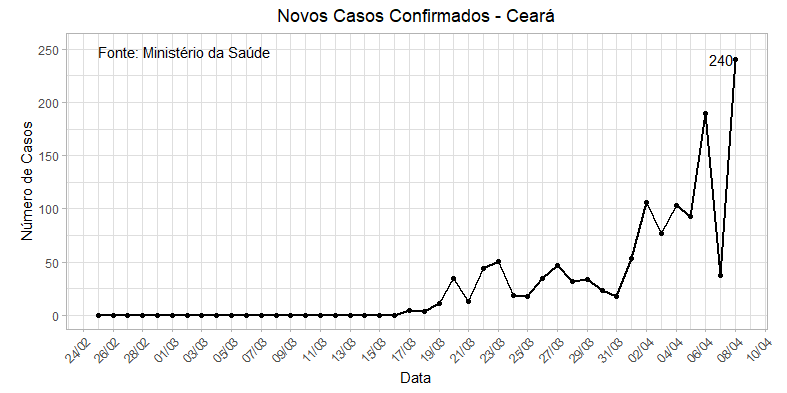 Novos Casos Confirmados - Ceará
Fonte: Ministério da Saúde
240
Número de Casos
250
200
150
100
50
0
24/02 26/02 28/02 01/03 03/03 05/03 07/03 09/03 11/03 13/03 15/03 17/03 19/03 21/03 23/03 25/03 27/03 29/03 31/03 02/04 04/04 06/04 08/04 10/04
Data